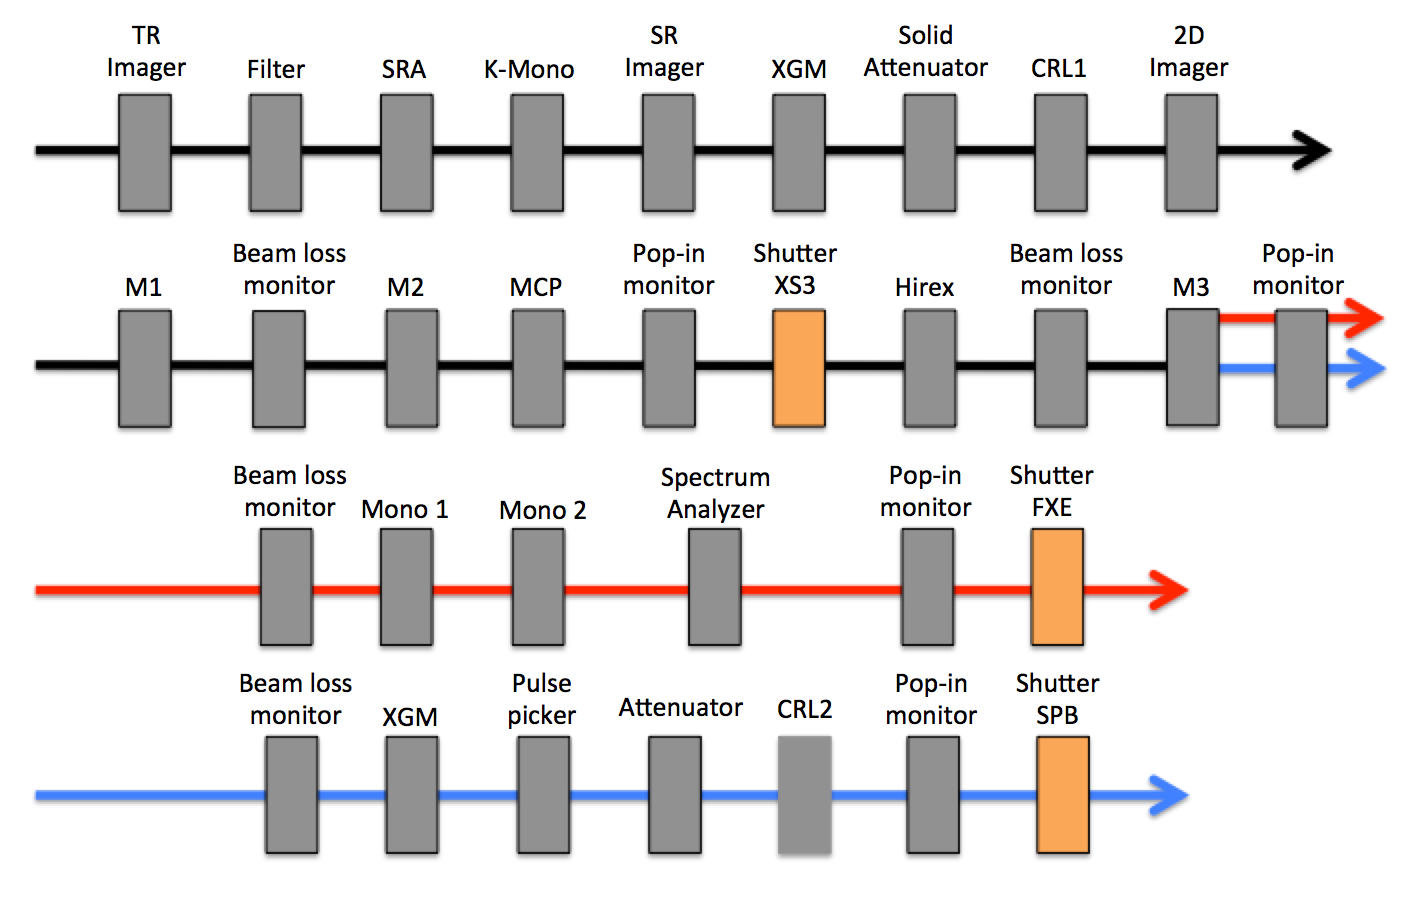 TR
Imager
Filter
SRA
K-Mono
SR
Imager
XGM
Solid
Attenuator
CRL1
2D
Imager
M1
Beam loss
monitor
M2
MCP
Pop-in
monitor
Shutter
XS3
Hirex
Beam loss
monitor
M3
Pop-in
monitor
Beam loss
monitor
Mono 1
Mono 2
Spectrum
Analyzer
Pop-in
monitor
Shutter
FXE
Beam loss
monitor
XGM
Pulse
picker
Attenuator
CRL2
Pop-in
monitor
Shutter
SPB